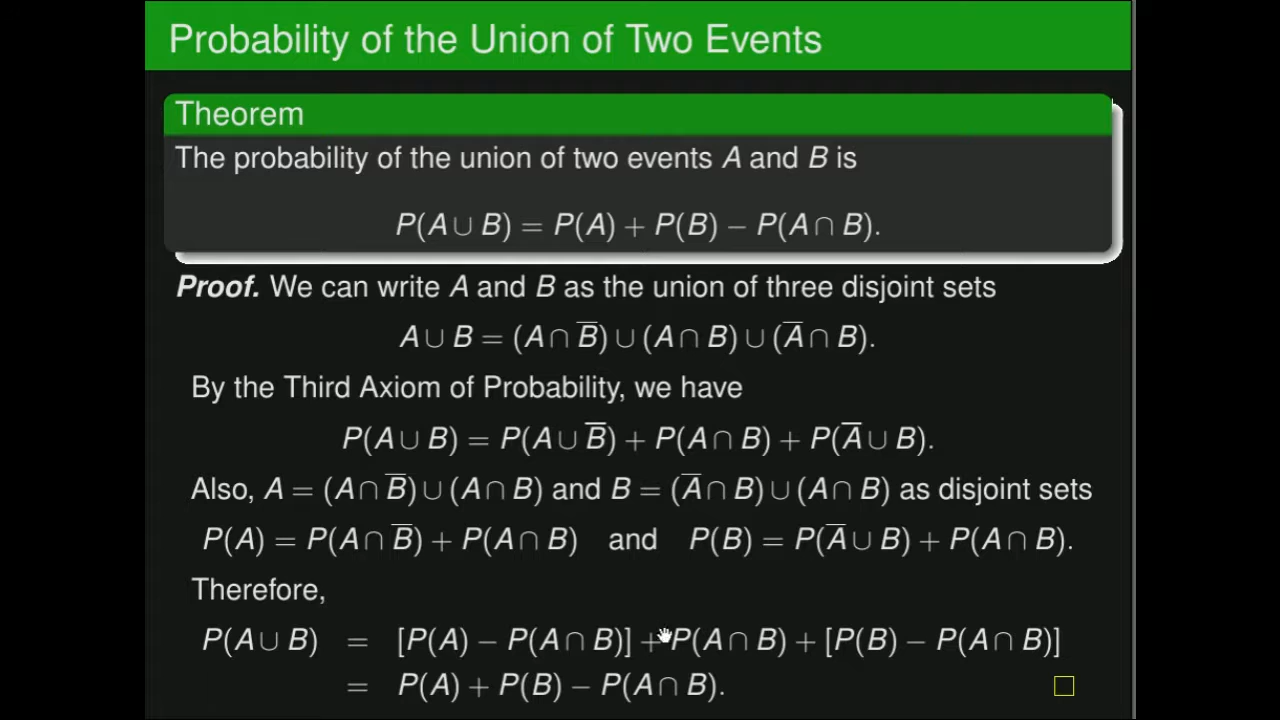 Probability of the Union of Two Events
Theorem
The probability of the union of two events A and B is
P(A ∪ B) = P(A) + P(B) − P(A ∩ B).
Proof. We can write A and B as the union of three disjoint sets
A ∪ B = (A ∩ B̅) ∪ (A ∩ B) ∪ (A̅ ∩ B).
By the Third Axiom of Probability, we have
P(A ∪ B) = P(A ∪ B̅) + P(A ∩ B) + P(A̅ ∪ B).
Also, A = (A ∩ B̅) ∪ (A ∩ B) and B = (A̅ ∩ B) ∪ (A ∩ B) as disjoint sets
P(A) = P(A ∩ B̅) + P(A ∩ B) and P(B) = P(A̅ ∪ B) + P(A ∩ B).
Therefore,
P(A ∪ B) = [P(A) − P(A ∩ B)] + P(A ∩ B) + [P(B) − P(A ∩ B)]
= P(A) + P(B) − P(A ∩ B). □